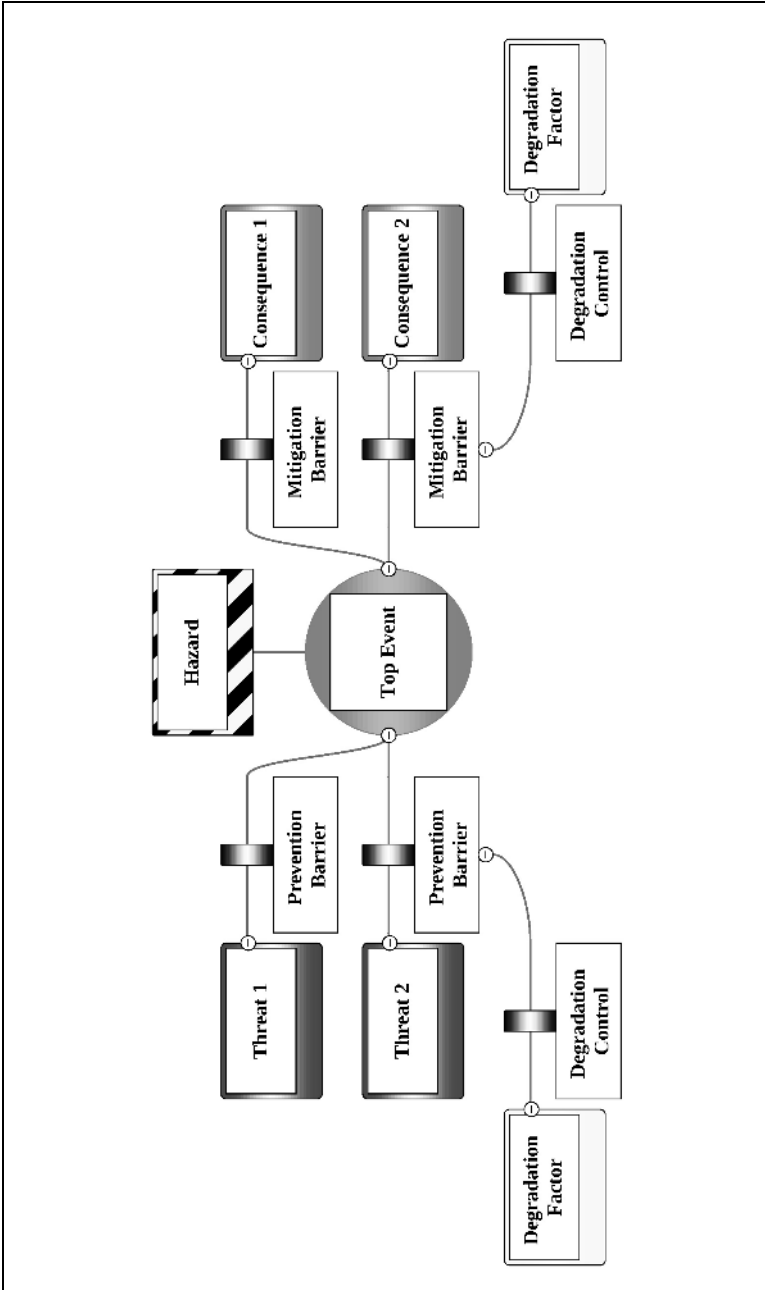 Hazard
Threat 1
Prevention
Barrier
Mitigation
Barrier
Consequence 1
Threat 2
Prevention
Barrier
Top Event
Mitigation
Barrier
Consequence 2
Degradation
Factor
Degradation
Control
Degradation
Control
Degradation
Factor